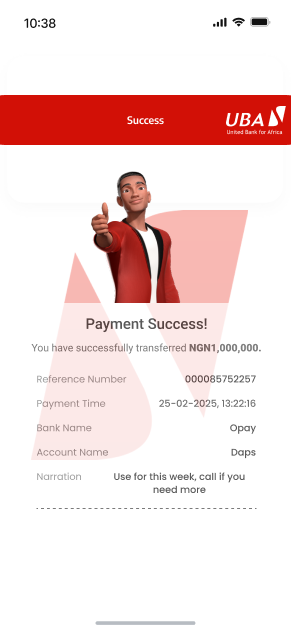 10:38
Success
UBA
United Bank for Africa
Payment Success!
You have successfully transferred NGN1,000,000.
Reference Number 000085752257
Payment Time 25-02-2025, 13:22:16
Bank Name Opay
Account Name Daps
Narration Use for this week, call if you
need more